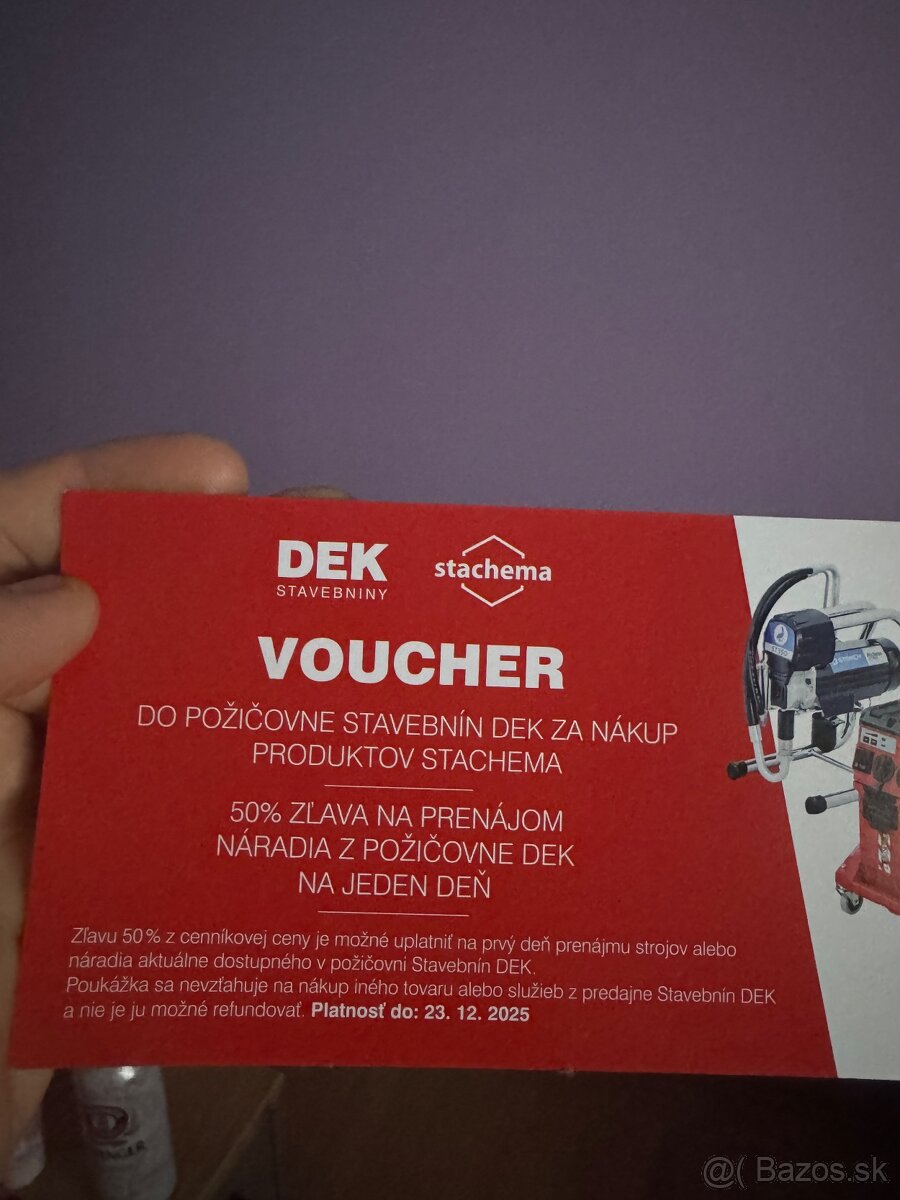 DEK
STAVEBNINY
stachema
VOUCHER
DO POŽIČOVNE STAVEBNÍN DEK ZA NÁKUP
PRODUKTOV STACHEMA
50% ZĽAVA NA PRENÁJOM
NÁRADIA Z POŽIČOVNE DEK
NA JEDEN DEŇ
Zľavu 50% z cenníkovej ceny je možné uplatniť na prvý deň prenájmu strojov alebo
náradia aktuálne dostupného v požičovni Stavebnín DEK.
Poukážka sa nevzťahuje na nákup iného tovaru alebo služieb z predajne Stavebnín DEK
a nie je ju možné refundovať. Platnosť do: 23. 12. 2025
@( Bazos.sk